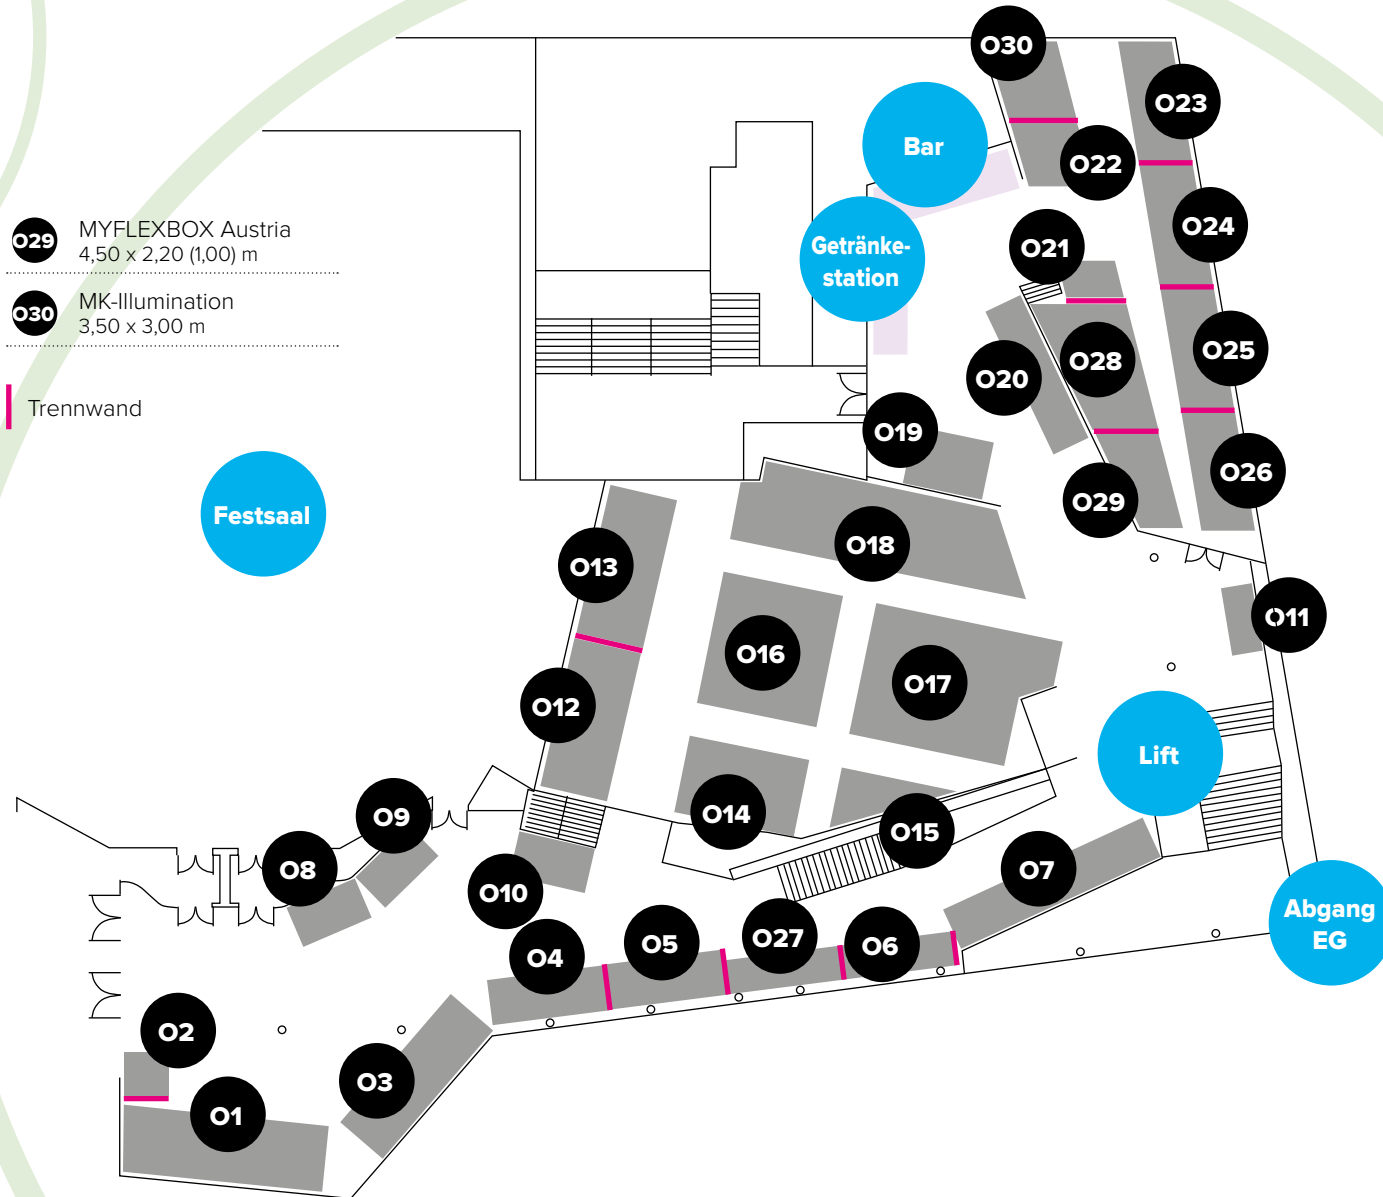 O30
O23
Bar
O22
O29
MYFLEXBOX Austria
4,50 x 2,20 (1,00) m
O24
Getränke-
station
O21
O30
MK-Illumination
3,50 x 3,00 m
O25
O28
O20
Trennwand
O19
O26
O29
Festsaal
O18
O13
O11
O16
O17
O12
Lift
O14
O9
O15
O8
O7
O10
Abgang
EG
O5
O27
O6
O4
O2
O3
O1